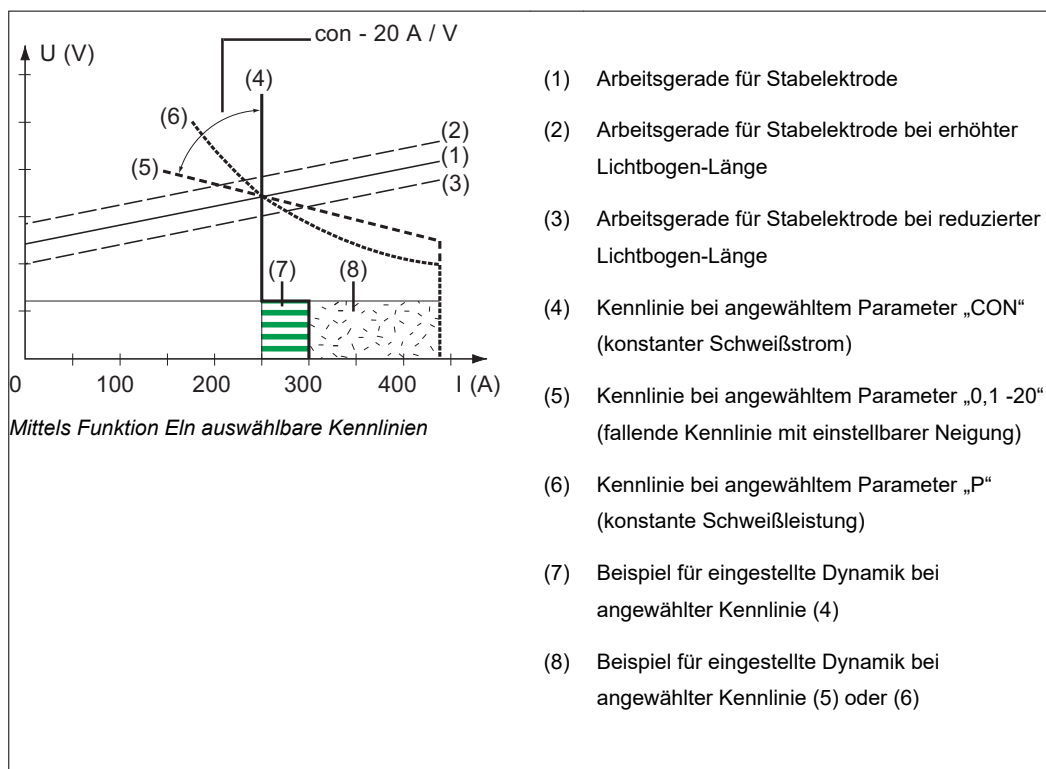 con - 20 A / V
U (V)
(4)
(6)
(2)
(1)
(5)
(3)
(7)
(8)
0
100
200
300
400
I (A)
Mittels Funktion Eln auswählbare Kennlinien
(1) Arbeitsgerade für Stabelektrode
(2) Arbeitsgerade für Stabelektrode bei erhöhter
Lichtbogen-Länge
(3) Arbeitsgerade für Stabelektrode bei reduzierter
Lichtbogen-Länge
(4) Kennlinie bei angewähltem Parameter „CON“
(konstanter Schweißstrom)
(5) Kennlinie bei angewähltem Parameter „0,1 -20“
(fallende Kennlinie mit einstellbarer Neigung)
(6) Kennlinie bei angewähltem Parameter „P“
(konstante Schweißleistung)
(7) Beispiel für eingestellte Dynamik bei
angewählter Kennlinie (4)
(8) Beispiel für eingestellte Dynamik bei
angewählter Kennlinie (5) oder (6)